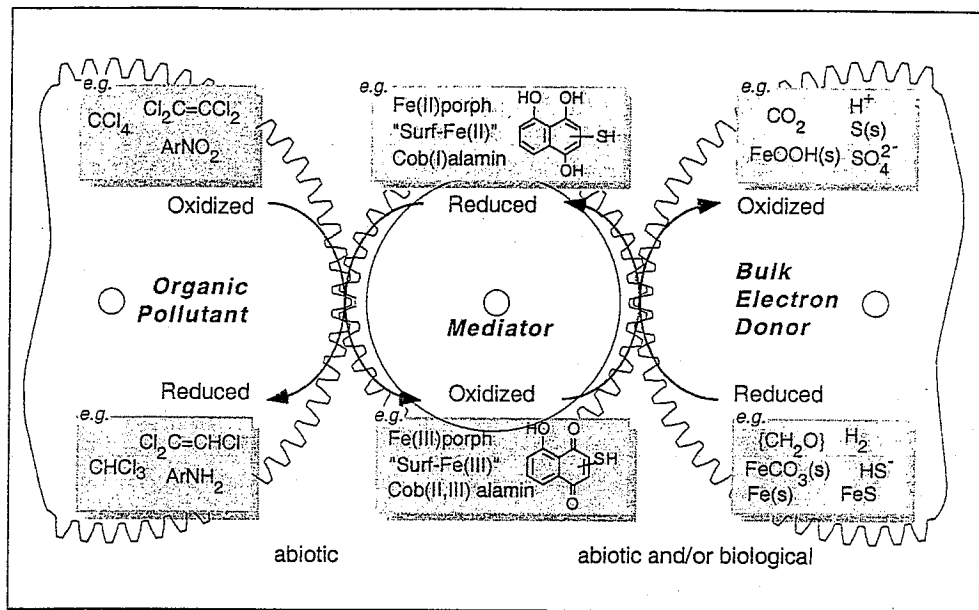 e.g.
CCl₄
Cl₂C=CCl₂
ArNO₂
Oxidized
Organic
Pollutant
Reduced
e.g.
Cl₂C=CHCl
CHCl₃
ArNH₂
abiotic
e.g.
Fe(II)porph
"Surf-Fe(II)"
Cob(I)alamin
HO OH
SH
OH
Reduced
Mediator
Oxidized
e.g.
Fe(III)porph
"Surf-Fe(III)"
Cob(II,III) alamin
HO O
SH
O
e.g.
CO₂ H⁺
S(s)
FeOOH(s) SO₄²⁻
Oxidized
Bulk
Electron
Donor
Reduced
e.g.
{CH₂O} H₂
FeCO₃(s) HS⁻
Fe(s) FeS
abiotic and/or biological